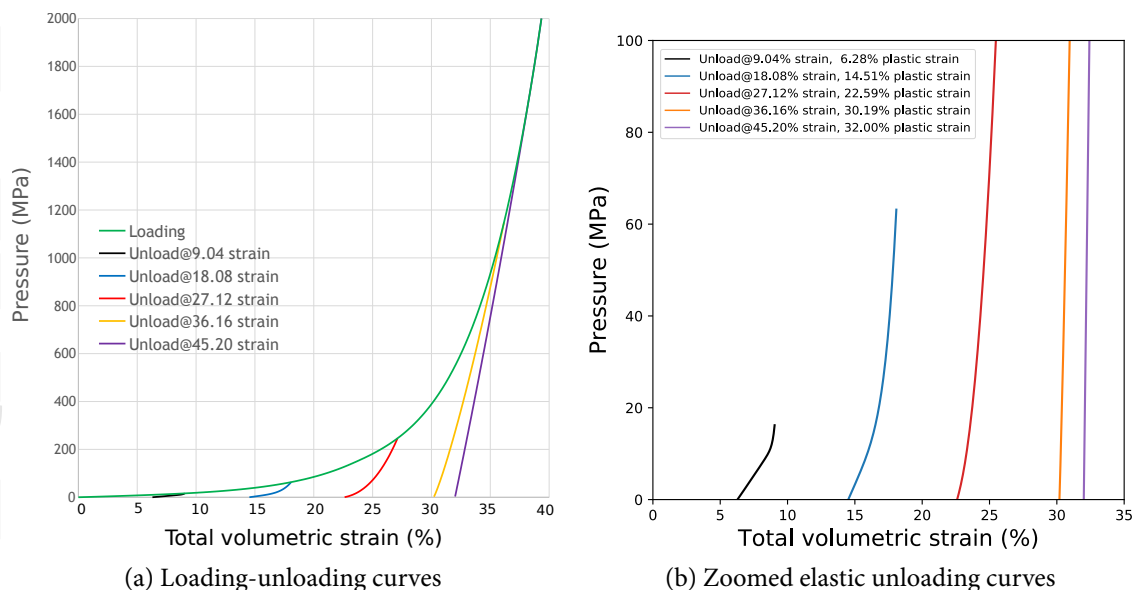 2000
1800
1600
1400
1200
1000
800
600
400
200
0
Pressure (MPa)
Loading
Unload@9.04 strain
Unload@18.08 strain
Unload@27.12 strain
Unload@36.16 strain
Unload@45.20 strain
0 5 10 15 20 25 30 35 40
Total volumetric strain (%)
(a) Loading-unloading curves
100
80
60
40
20
0
Pressure (MPa)
Unload@9.04% strain, 6.28% plastic strain
Unload@18.08% strain, 14.51% plastic strain
Unload@27.12% strain, 22.59% plastic strain
Unload@36.16% strain, 30.19% plastic strain
Unload@45.20% strain, 32.00% plastic strain
0 5 10 15 20 25 30 35
Total volumetric strain (%)
(b) Zoomed elastic unloading curves